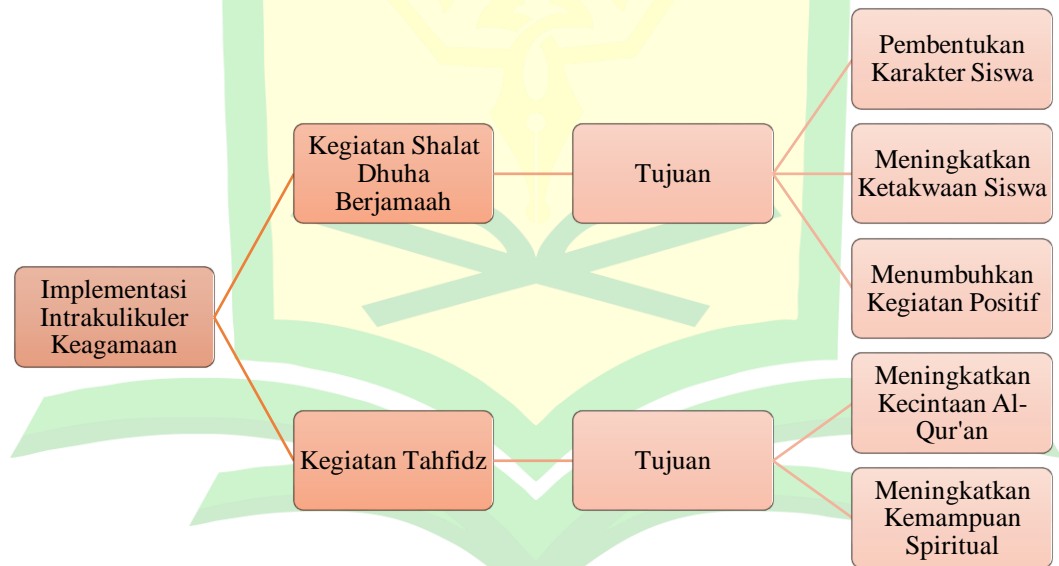 Implementasi
Intrakulikuler
Keagamaan
Kegiatan Shalat
Dhuha
Berjamaah
Tujuan
Pembentukan
Karakter Siswa
Meningkatkan
Ketakwaan Siswa
Menumbuhkan
Kegiatan Positif
Kegiatan Tahfidz
Tujuan
Meningkatkan
Kecintaan Al-
Qur'an
Meningkatkan
Kemampuan
Spiritual